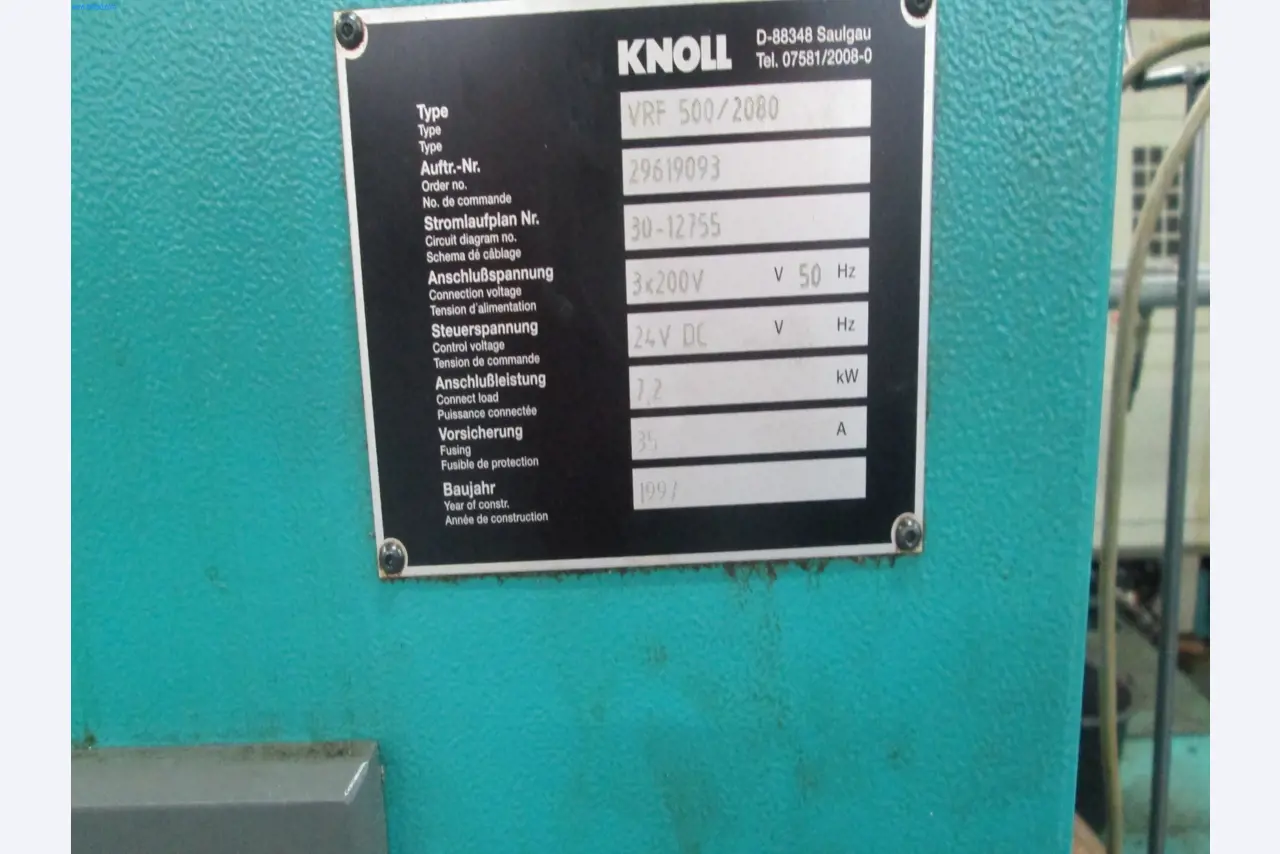 KNOLL
D-88348 Saulgau
Tel. 07581/2008-0
Type
Type
Type
VRF 500/2080
Auftr.-Nr.
Order no.
No. de commande
29619093
Stromlaufplan Nr.
Circuit diagram no.
Schema dé câblage
30-12755
Anschlußspannung
Connection voltage
Tension d'alimentation
3x200V V 50 Hz
Steuerspannung
Control voltage
Tension de commande
24V DC V Hz
Anschlußleistung
Connect load
Puissance connectée
7,2 kW
Vorsicherung
Fusing
Fusible de protection
35 A
Baujahr
Year of constr.
Année de construction
1997